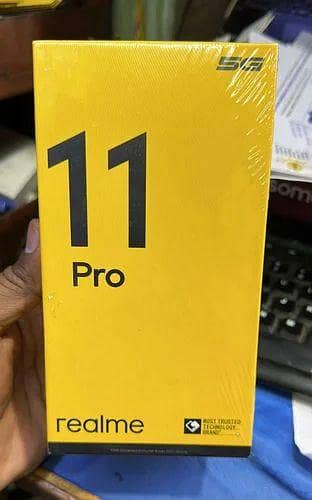 5G
11
Pro
realme
MOST TRUSTED
TECHNOLOGY
BRAND